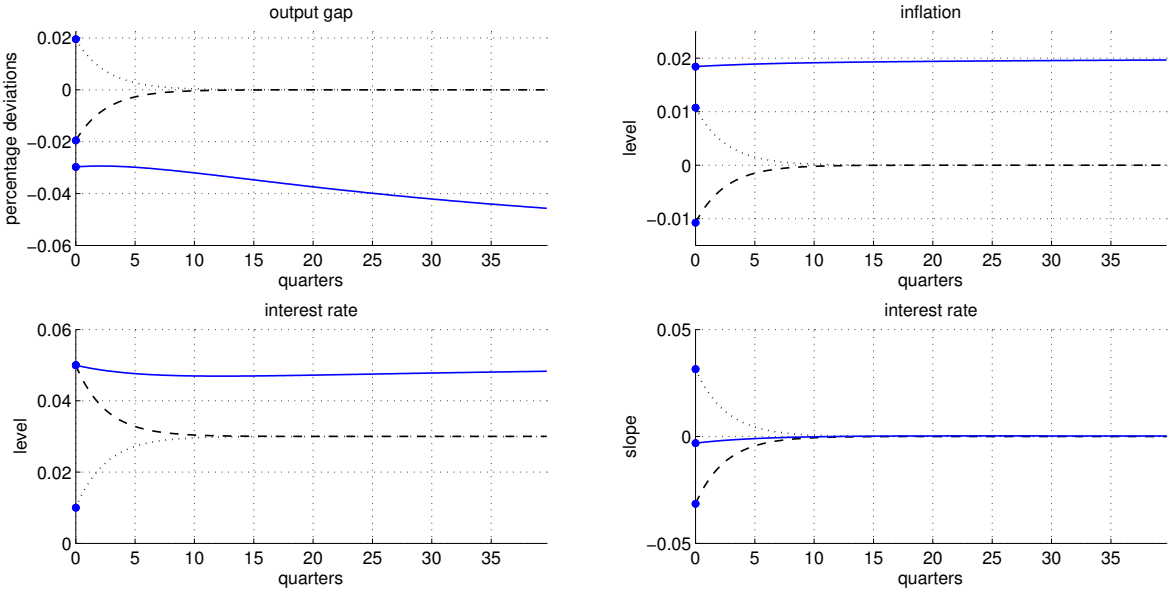 output gap
percentage deviations
0.02
0
−0.02
−0.04
−0.06
0 5 10 15 20 25 30 35
quarters
inflation
level
0.02
0.01
0
−0.01
0 5 10 15 20 25 30 35
quarters
interest rate
level
0.06
0.04
0.02
0
0 5 10 15 20 25 30 35
quarters
interest rate
slope
0.05
0
−0.05
0 5 10 15 20 25 30 35
quarters